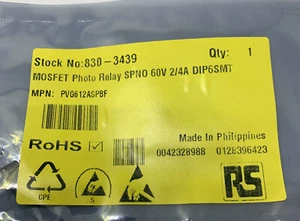 Stock No:830-3439 Qty: 1
MOSFET Photo Relay SPNO 60V 2/4A DIP6SMT
MPN: PVG612ASPBF
RoHS
Made in Philippines
0042328988 0128396423
CPE
S
RS